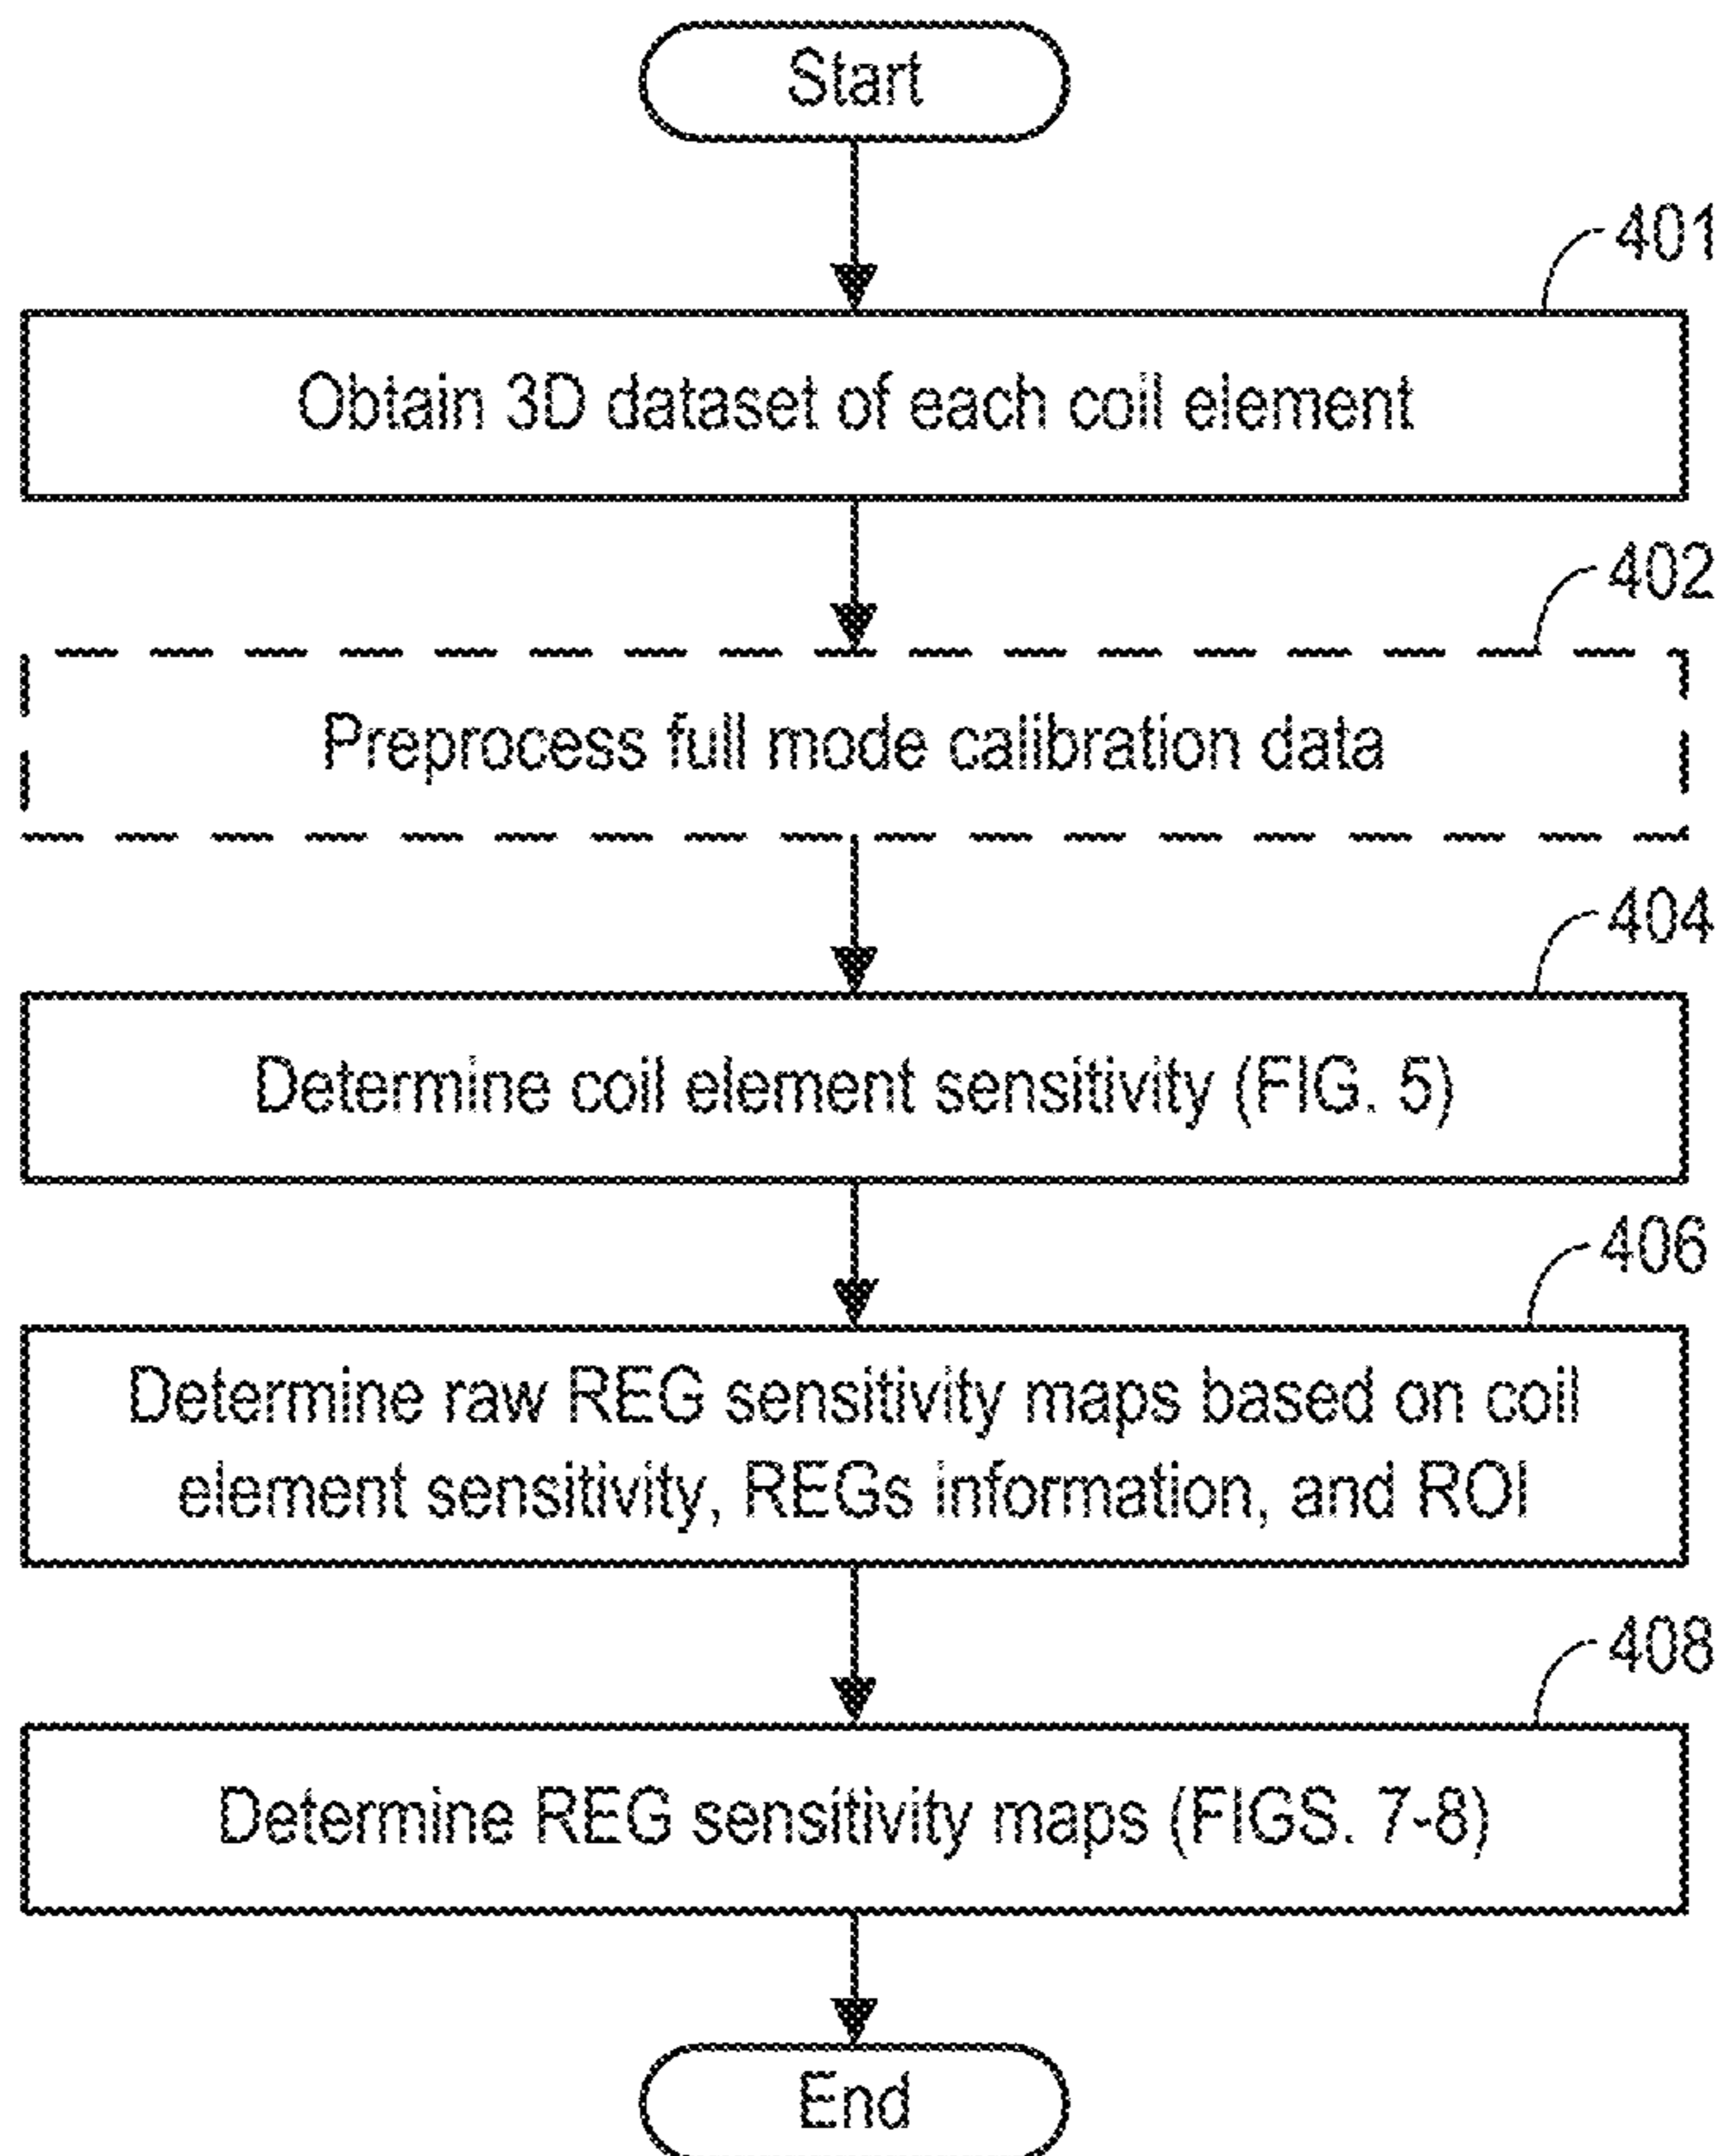 Start
401
Obtain 3D dataset of each coil element
402
Preprocess full mode calibration data
404
Determine coil element sensitivity (FIG. 5)
406
Determine raw REG sensitivity maps based on coil
element sensitivity, REGs information, and ROI
408
Determine REG sensitivity maps (FIGS. 7-8)
End